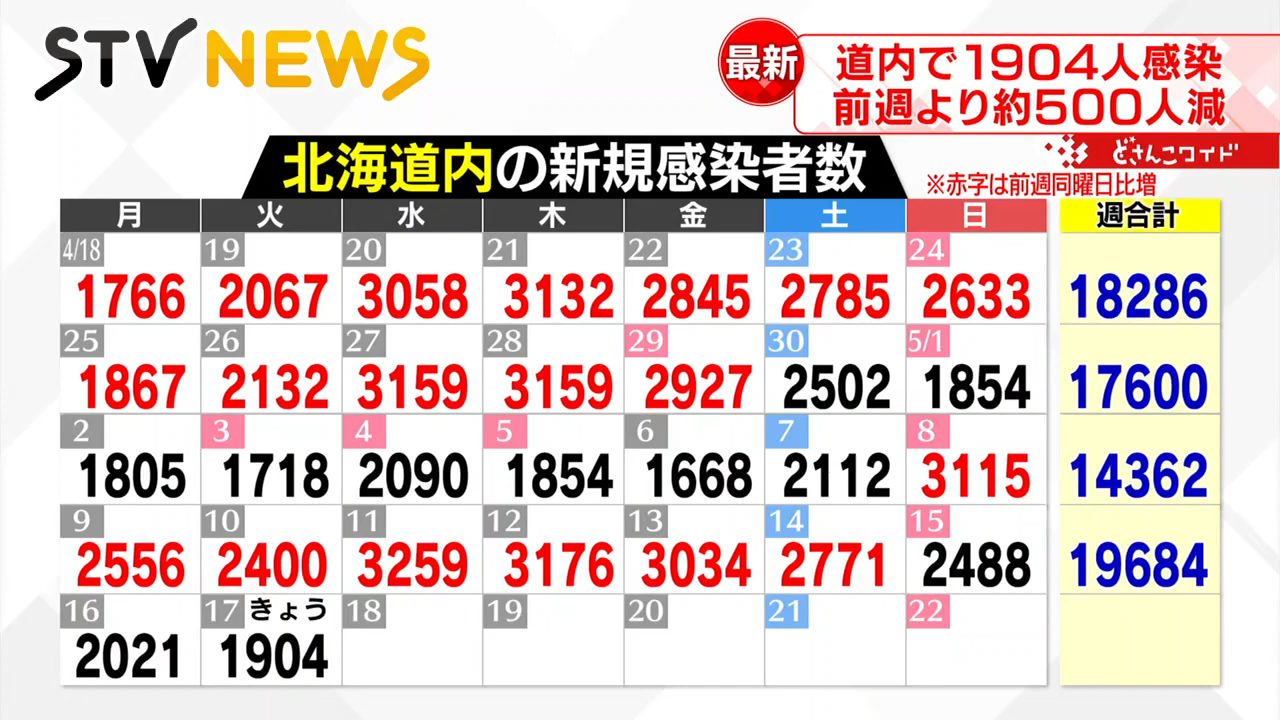 STV NEWS
最新
道内で1904人感染
前週より約500人減
どさんこワイド
北海道内の新規感染者数
※赤字は前週同曜日比増
月 火 水 木 金 土 日 週合計
4/18 19 20 21 22 23 24
1766 2067 3058 3132 2845 2785 2633 18286
25 26 27 28 29 30 5/1
1867 2132 3159 3159 2927 2502 1854 17600
2 3 4 5 6 7 8
1805 1718 2090 1854 1668 2112 3115 14362
9 10 11 12 13 14 15
2556 2400 3259 3176 3034 2771 2488 19684
16 17 きょう 18 19 20 21 22
2021 1904